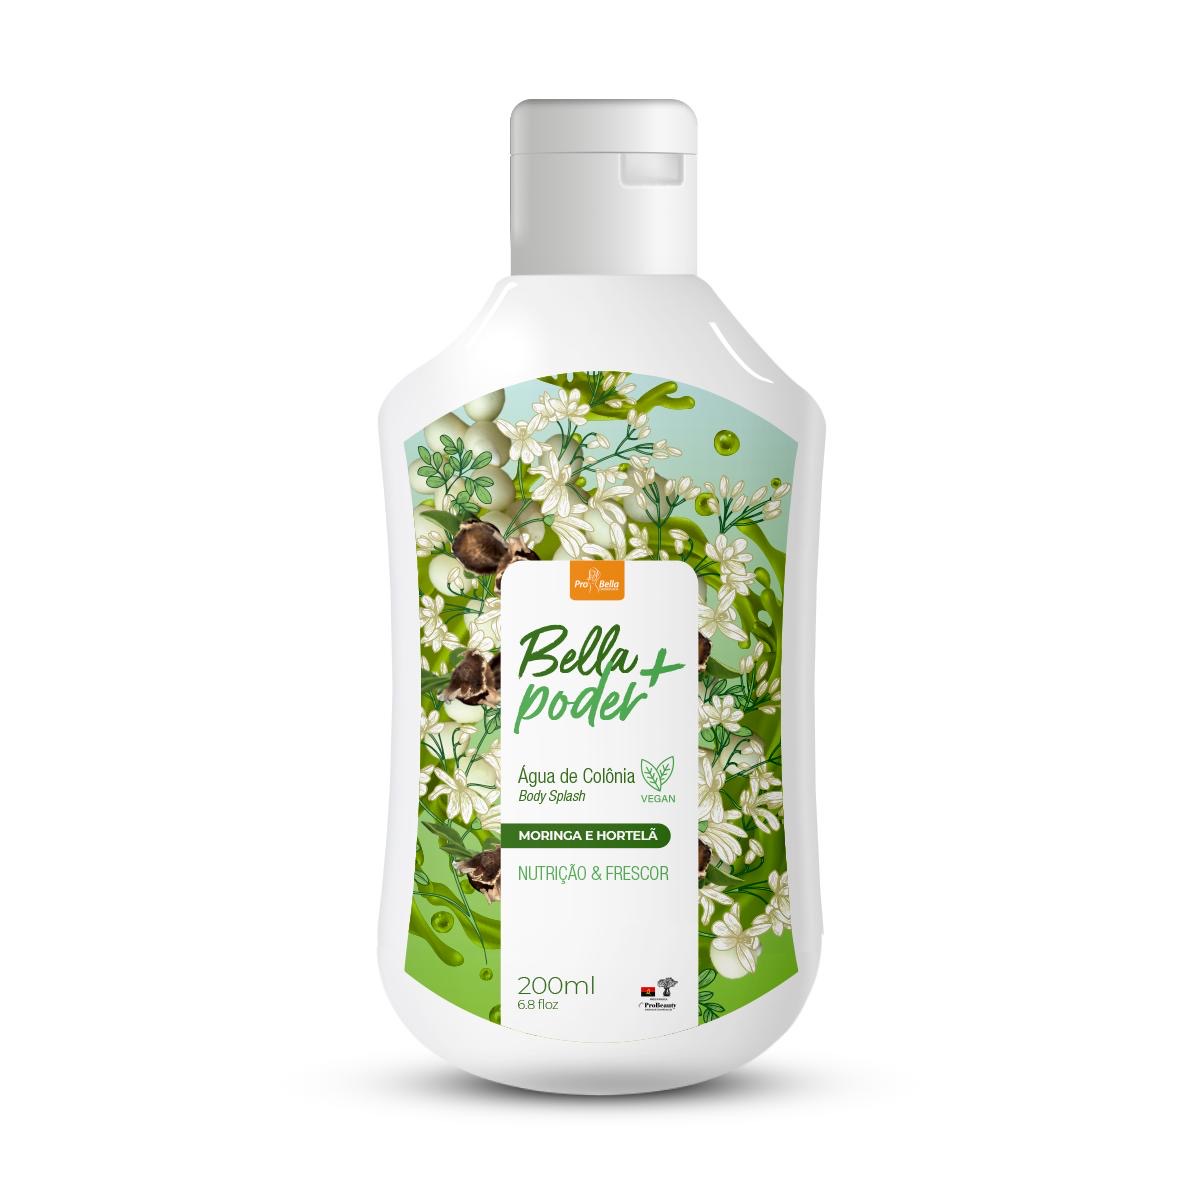 Pro Bella
Bella +
poder
Água de Colônia
Body Splash
VEGAN
MORINGA E HORTELÃ
NUTRIÇÃO & FRESCOR
200ml
6.8 floz
ProBeauty